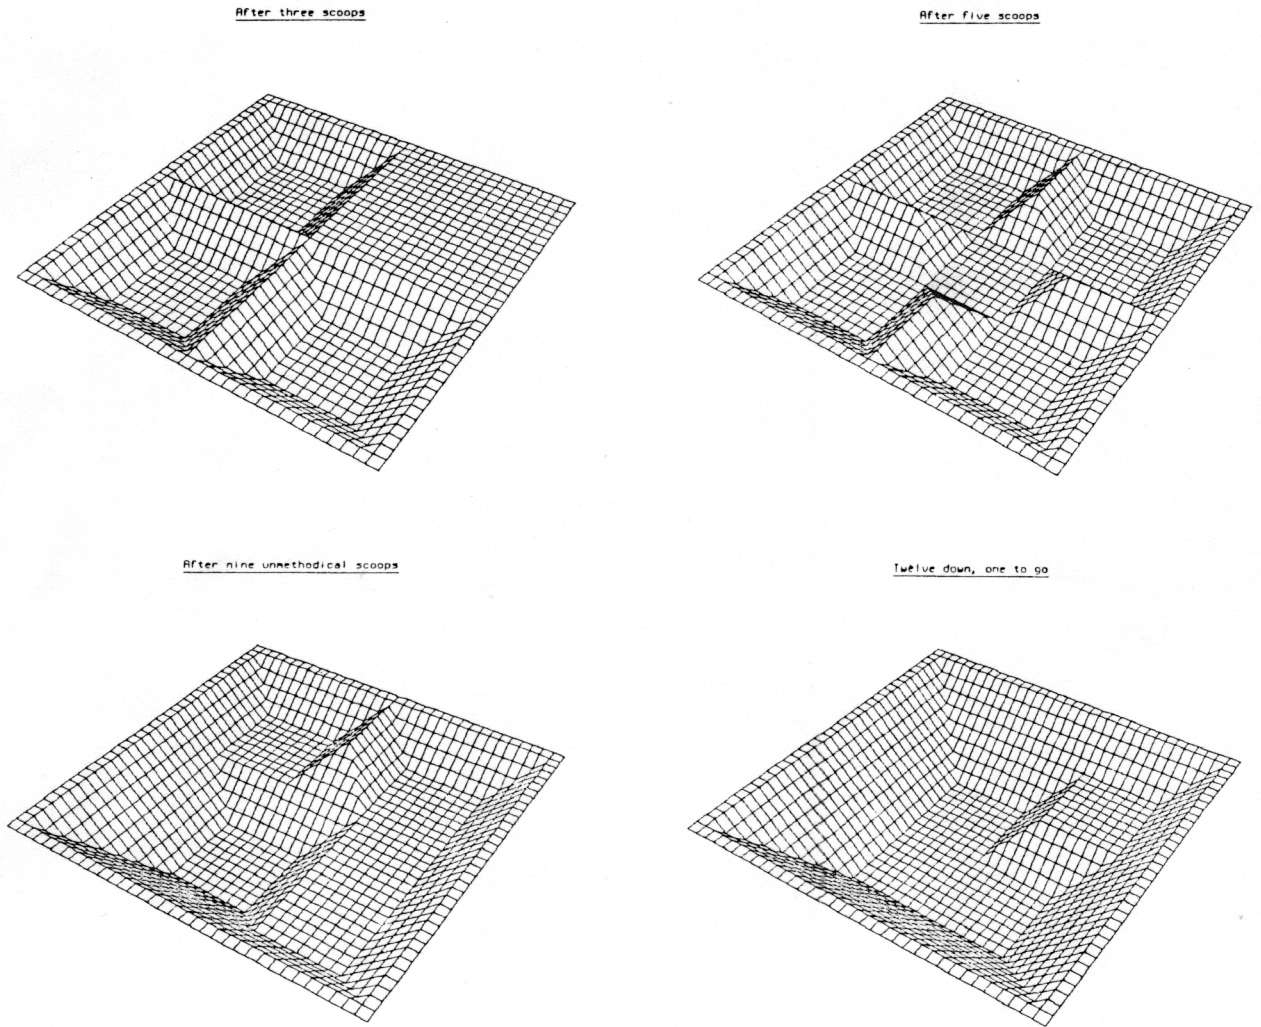 After three scoops
After five scoops
After nine unmethodical scoops
Twelve down, one to go